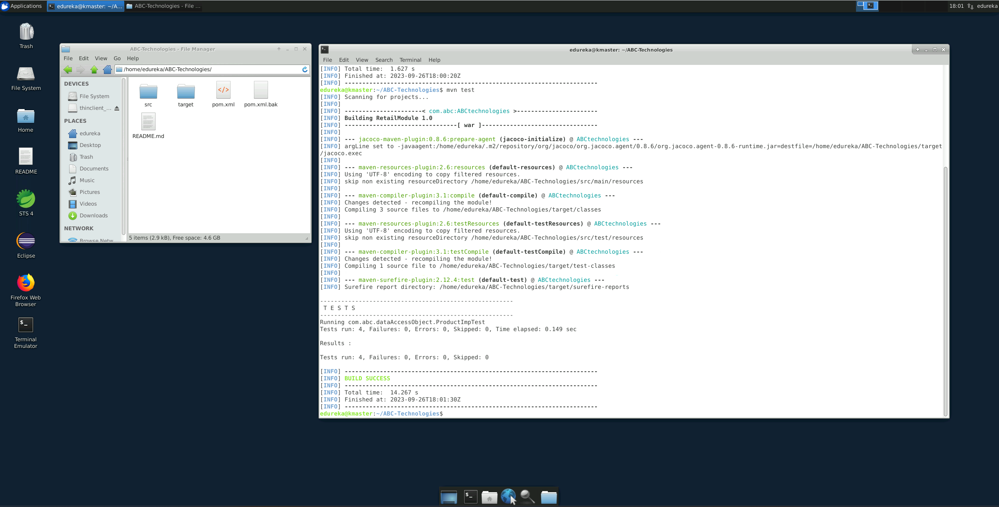 Applications
edureka@kmaster: ~/A...
ABC-Technologies - File ...
18:01
edureka
Trash
File System
Home
README
STS 4
Eclipse
Firefox Web
Browser
Terminal
Emulator
ABC-Technologies - File Manager
File Edit View Go Help
/home/edureka/ABC-Technologies/
DEVICES
File System
thinclient_...
PLACES
edureka
Desktop
Trash
Documents
Music
Pictures
Videos
Downloads
NETWORK
Browse Netw
src
target
pom.xml
pom.xml.bak
README.md
5 items (2.9 kB), Free space: 4.6 GB
edureka@kmaster: ~/ABC-Technologies
File Edit View Search Terminal Help
[INFO] Total time:  1.627 s
[INFO] Finished at: 2023-09-26T18:00:20Z
[INFO] ------------------------------------------------------------------------
edureka@kmaster:~/ABC-Technologies$ mvn test
[INFO] Scanning for projects...
[INFO]
[INFO] ----------------------< com.abc:ABCtechnologies >-----------------------
[INFO] Building RetailModule 1.0
[INFO] --------------------------------[ war ]---------------------------------
[INFO]
[INFO] --- jacoco-maven-plugin:0.8.6:prepare-agent (jacoco-initialize) @ ABCtechnologies ---
[INFO] argLine set to -javaagent:/home/edureka/.m2/repository/org/jacoco/org.jacoco.agent/0.8.6/org.jacoco.agent-0.8.6-runtime.jar=destfile=/home/edureka/ABC-Technologies/target
/jacoco.exec
[INFO]
[INFO] --- maven-resources-plugin:2.6:resources (default-resources) @ ABCtechnologies ---
[INFO] Using 'UTF-8' encoding to copy filtered resources.
[INFO] skip non existing resourceDirectory /home/edureka/ABC-Technologies/src/main/resources
[INFO]
[INFO] --- maven-compiler-plugin:3.1:compile (default-compile) @ ABCtechnologies ---
[INFO] Changes detected - recompiling the module!
[INFO] Compiling 3 source files to /home/edureka/ABC-Technologies/target/classes
[INFO]
[INFO] --- maven-resources-plugin:2.6:testResources (default-testResources) @ ABCtechnologies ---
[INFO] Using 'UTF-8' encoding to copy filtered resources.
[INFO] skip non existing resourceDirectory /home/edureka/ABC-Technologies/src/test/resources
[INFO]
[INFO] --- maven-compiler-plugin:3.1:testCompile (default-testCompile) @ ABCtechnologies ---
[INFO] Changes detected - recompiling the module!
[INFO] Compiling 1 source file to /home/edureka/ABC-Technologies/target/test-classes
[INFO]
[INFO] --- maven-surefire-plugin:2.12.4:test (default-test) @ ABCtechnologies ---
[INFO] Surefire report directory: /home/edureka/ABC-Technologies/target/surefire-reports
-------------------------------------------------------
 T E S T S
-------------------------------------------------------
Running com.abc.dataAccessObject.ProductImpTest
Tests run: 4, Failures: 0, Errors: 0, Skipped: 0, Time elapsed: 0.149 sec
Results :
Tests run: 4, Failures: 0, Errors: 0, Skipped: 0
[INFO] ------------------------------------------------------------------------
[INFO] BUILD SUCCESS
[INFO] ------------------------------------------------------------------------
[INFO] Total time:  14.267 s
[INFO] Finished at: 2023-09-26T18:01:30Z
[INFO] ------------------------------------------------------------------------
edureka@kmaster:~/ABC-Technologies$